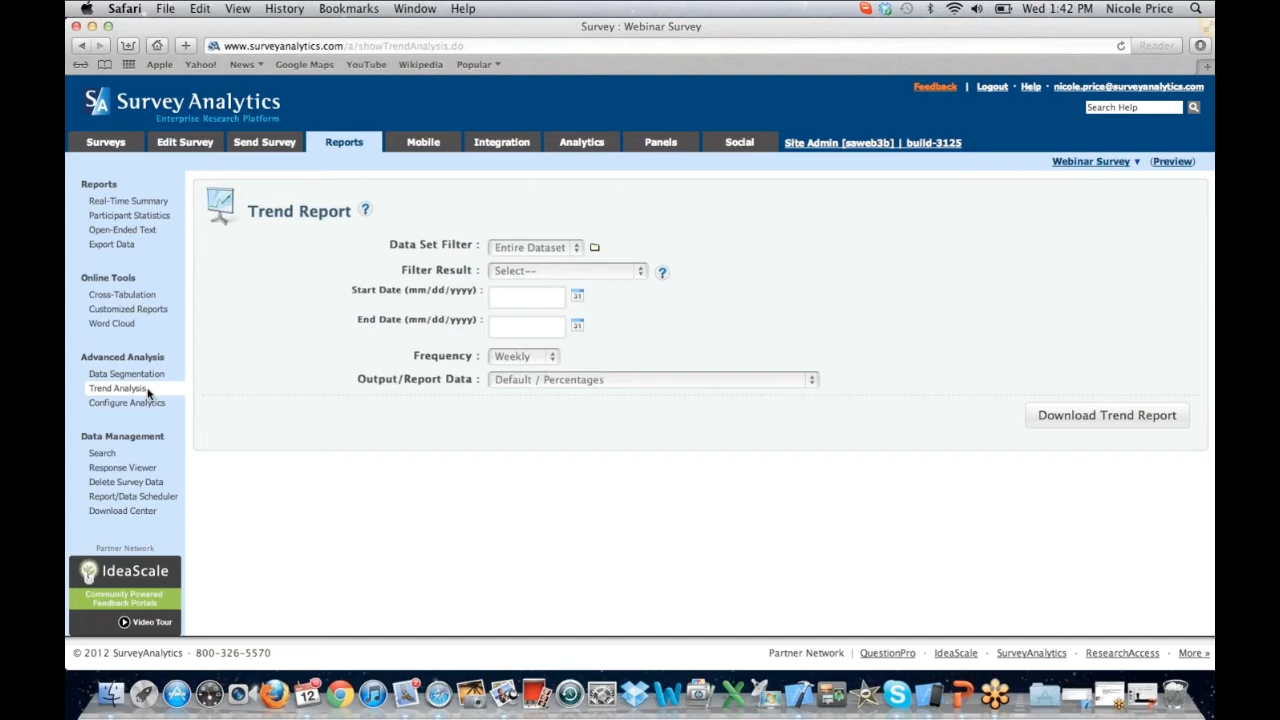 Safari File Edit View History Bookmarks Window Help Wed 1:42 PM Nicole Price
Survey : Webinar Survey
www.surveyanalytics.com/a/showTrendAnalysis.do Reader
Apple Yahoo! News Google Maps YouTube Wikipedia Popular
Feedback | Logout · Help · nicole.price@surveyanalytics.com
SA Survey Analytics
Enterprise Research Platform
Search Help
Surveys Edit Survey Send Survey Reports Mobile Integration Analytics Panels Social Site Admin [saweb3b] | build-3125
Webinar Survey ▼ (Preview)
Reports
Real-Time Summary
Participant Statistics
Open-Ended Text
Export Data
Online Tools
Cross-Tabulation
Customized Reports
Word Cloud
Advanced Analysis
Data Segmentation
Trend Analysis
Configure Analytics
Data Management
Search
Response Viewer
Delete Survey Data
Report/Data Scheduler
Download Center
Partner Network
IdeaScale
Community Powered
Feedback Portals
Video Tour
Trend Report ?
Data Set Filter : Entire Dataset
Filter Result : Select-- ?
Start Date (mm/dd/yyyy) : 31
End Date (mm/dd/yyyy) : 31
Frequency : Weekly
Output/Report Data : Default / Percentages
Download Trend Report
© 2012 SurveyAnalytics · 800-326-5570 Partner Network | QuestionPro · IdeaScale · SurveyAnalytics · ResearchAccess · More »
12